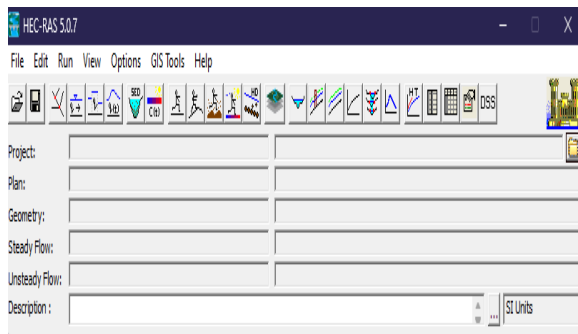 HEC-RAS 5.0.7
File Edit Run View Options GIS Tools Help
SED HD HT DSS
Project:
Plan:
Geometry:
Steady Flow:
Unsteady Flow:
Description : ... SI Units